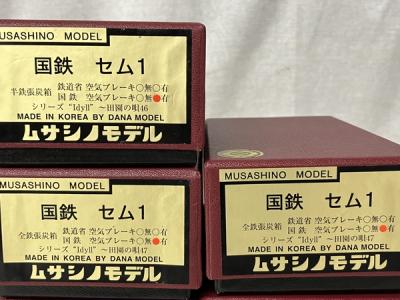 MUSASHINO MODEL
国鉄 セム1
半鉄張炭箱 鉄道省 空気ブレーキ○無○有
国鉄 空気ブレーキ○無●有
シリーズ "Idyll" ~田園の唄46
MADE IN KOREA BY DANA MODEL
ムサシノモデル
MUSASHINO MODEL
国鉄 セム1
全鉄張炭箱 鉄道省 空気ブレーキ○無○有
国鉄 空気ブレーキ○無●有
シリーズ "Idyll" ~田園の唄47
MADE IN KOREA BY DANA MODEL
ムサシノモデル
MUSASHINO MODEL
国鉄 セム1
全鉄張炭箱 鉄道省 空気ブレーキ○無○有
国鉄 空気ブレーキ○無●有
シリーズ "Idyll" ~田園の唄47
MADE IN KOREA BY DANA MODEL
ムサシノモデル